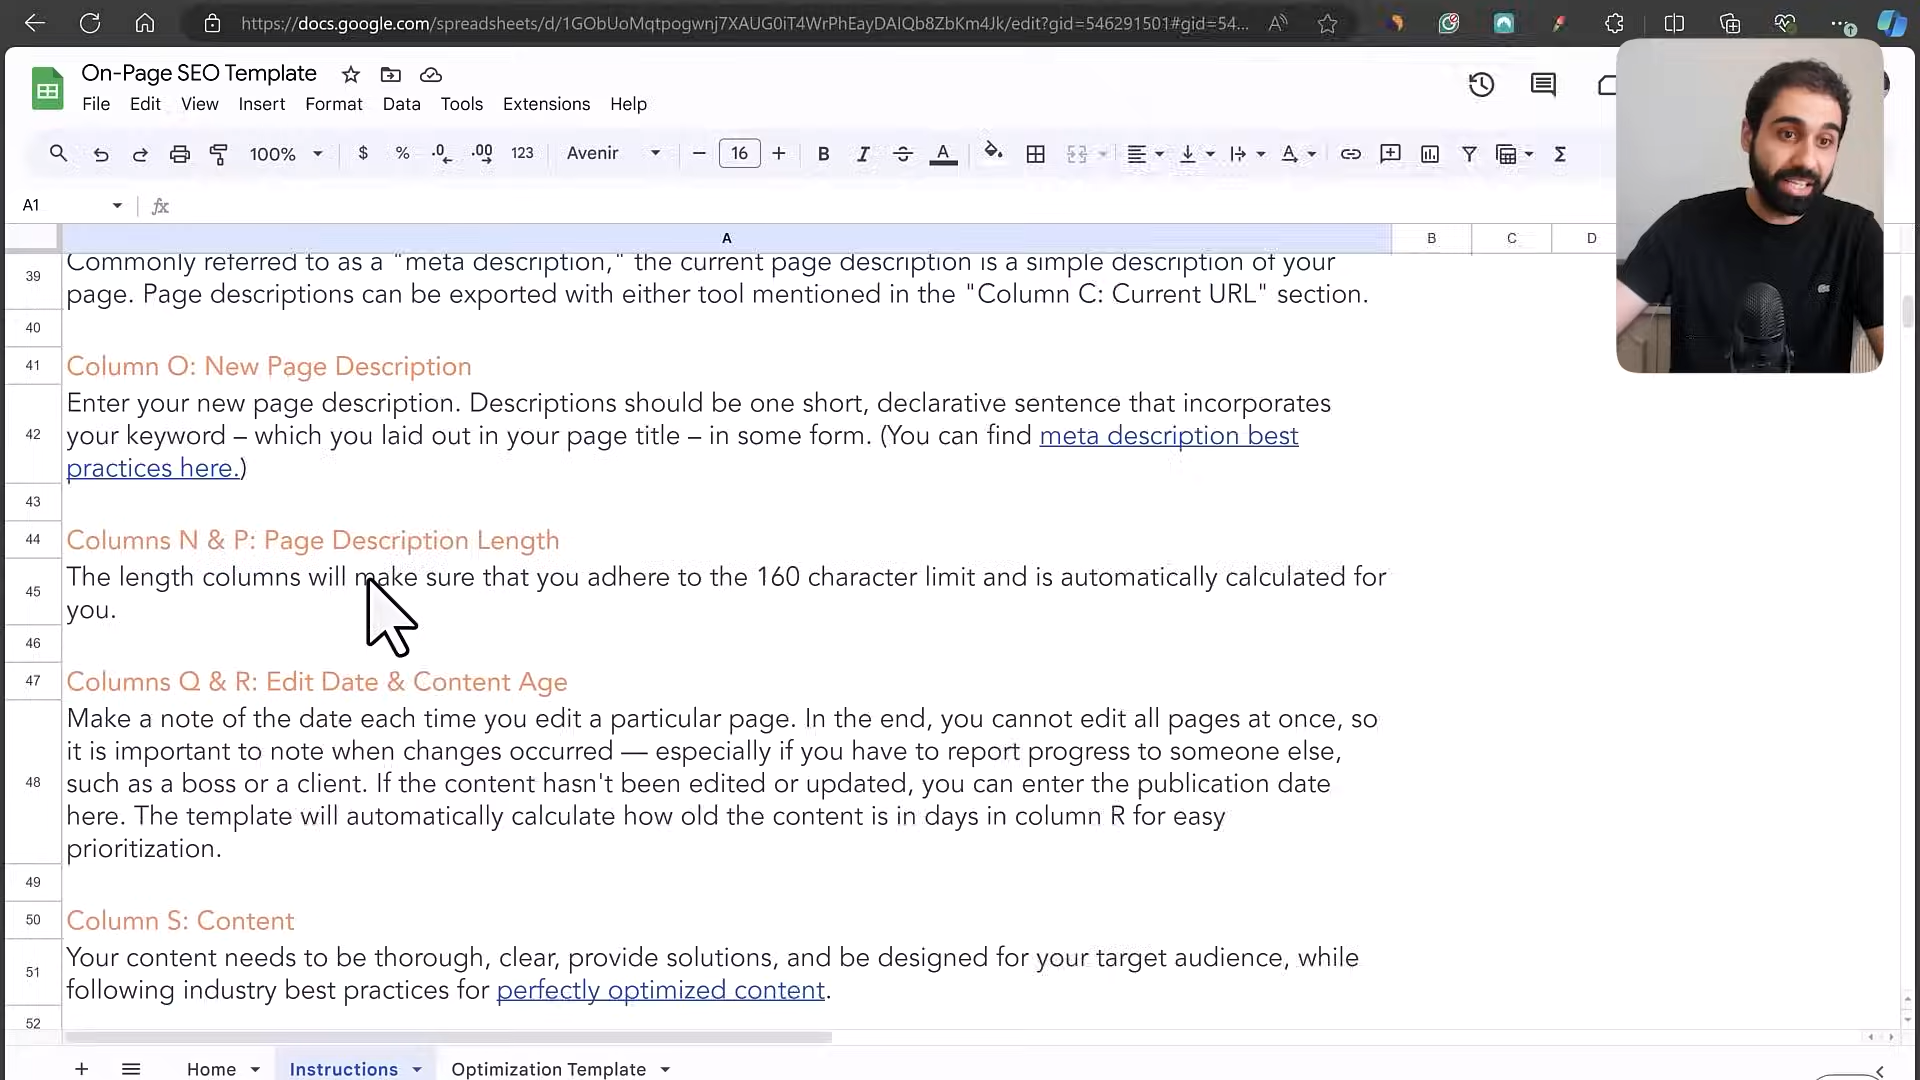 https://docs.google.com/spreadsheets/d/1GObUoMqtpogwnj7XAUG0iT4WrPhEayDAIQb8ZbKm4Jk/edit?gid=546291501#gid=54...
On-Page SEO Template
File Edit View Insert Format Data Tools Extensions Help
100% $ % .0 .00 123 Avenir 16 B I S A
A1 fx
A B C D
39 Commonly referred to as a "meta description," the current page description is a simple description of your
page. Page descriptions can be exported with either tool mentioned in the "Column C: Current URL" section.
40
41 Column O: New Page Description
Enter your new page description. Descriptions should be one short, declarative sentence that incorporates
42 your keyword – which you laid out in your page title – in some form. (You can find meta description best
practices here.)
43
44 Columns N & P: Page Description Length
45 The length columns will make sure that you adhere to the 160 character limit and is automatically calculated for
you.
46
47 Columns Q & R: Edit Date & Content Age
Make a note of the date each time you edit a particular page. In the end, you cannot edit all pages at once, so
it is important to note when changes occurred — especially if you have to report progress to someone else,
48 such as a boss or a client. If the content hasn't been edited or updated, you can enter the publication date
here. The template will automatically calculate how old the content is in days in column R for easy
prioritization.
49
50 Column S: Content
51 Your content needs to be thorough, clear, provide solutions, and be designed for your target audience, while
following industry best practices for perfectly optimized content.
52
Home Instructions Optimization Template